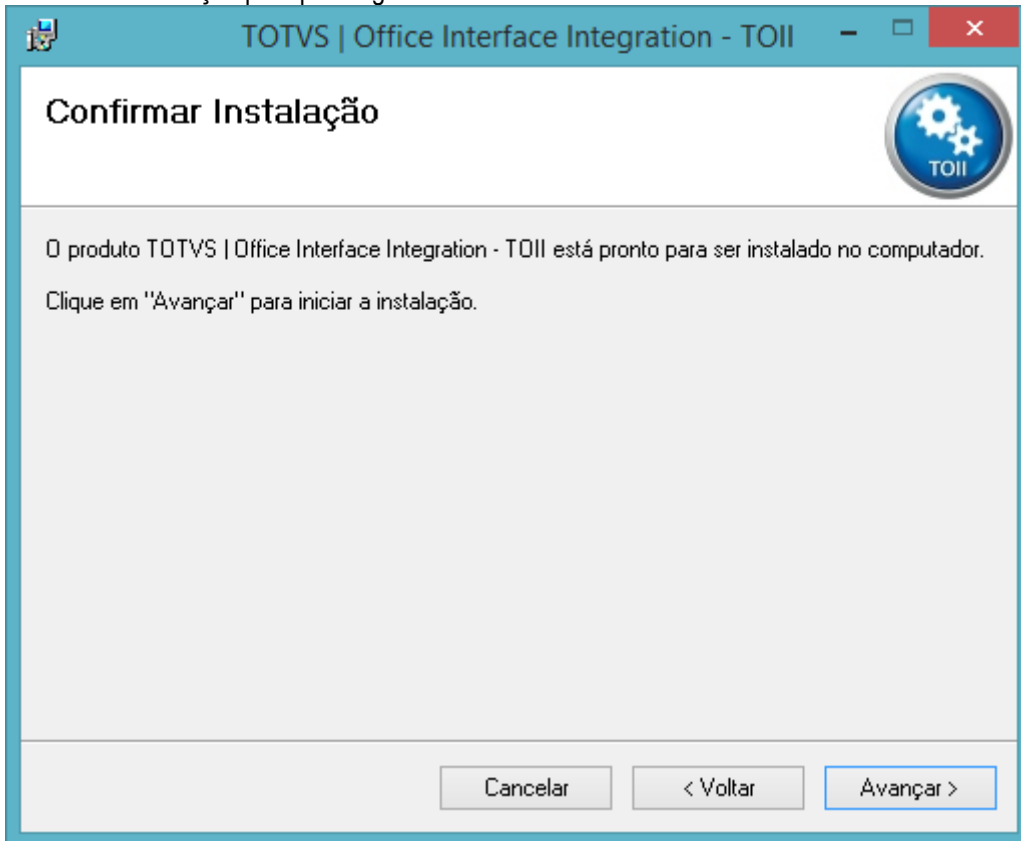 TOTVS | Office Interface Integration - TOII
Confirmar Instalação
TOII
O produto TOTVS | Office Interface Integration - TOII está pronto para ser instalado no computador.
Clique em "Avançar" para iniciar a instalação.
Cancelar
< Voltar
Avançar >